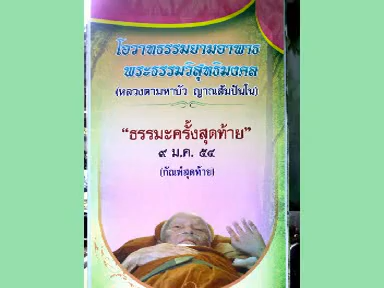 โอวาทธรรมยามอาพาธ
พระธรรมวิสุทธิมงคล
(หลวงตามหาบัว ญาณสัมปันโน)
“ธรรมะครั้งสุดท้าย”
๙ ม.ค. ๕๔
(กัณฑ์สุดท้าย)